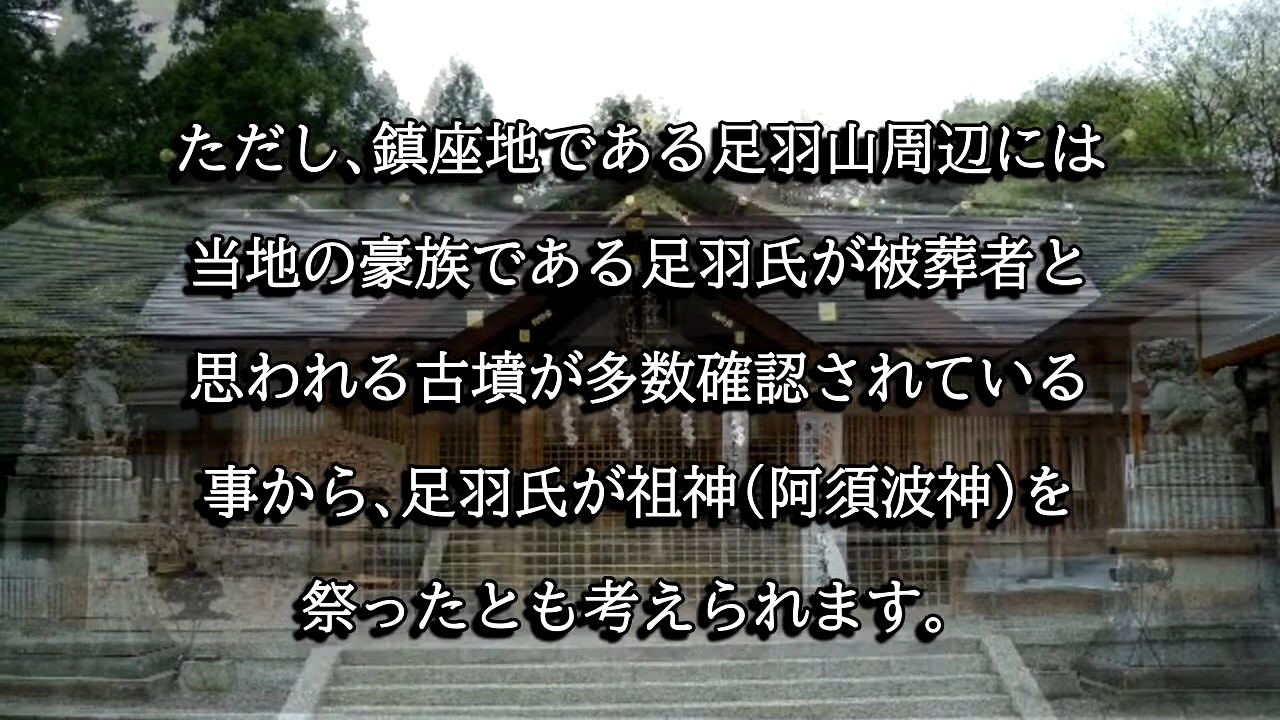 ただし、鎮座地である足羽山周辺には
当地の豪族である足羽氏が被葬者と
思われる古墳が多数確認されている
事から、足羽氏が祖神（阿須波神）を
祭ったとも考えられます。